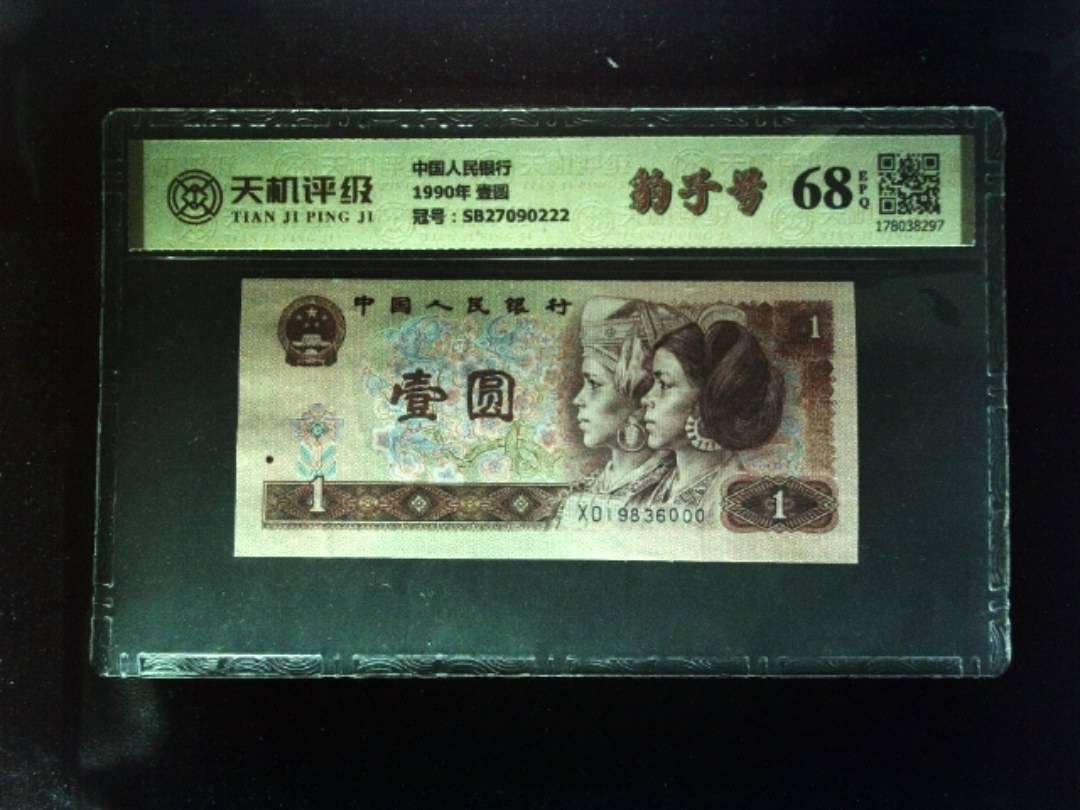 天机评级
TIAN JI PING JI
中国人民银行
1990年 壹圆
冠号：SB27090222
豹子号
68
EPQ
178038297
中国人民银行
1
壹圆
1
XO19836000
1